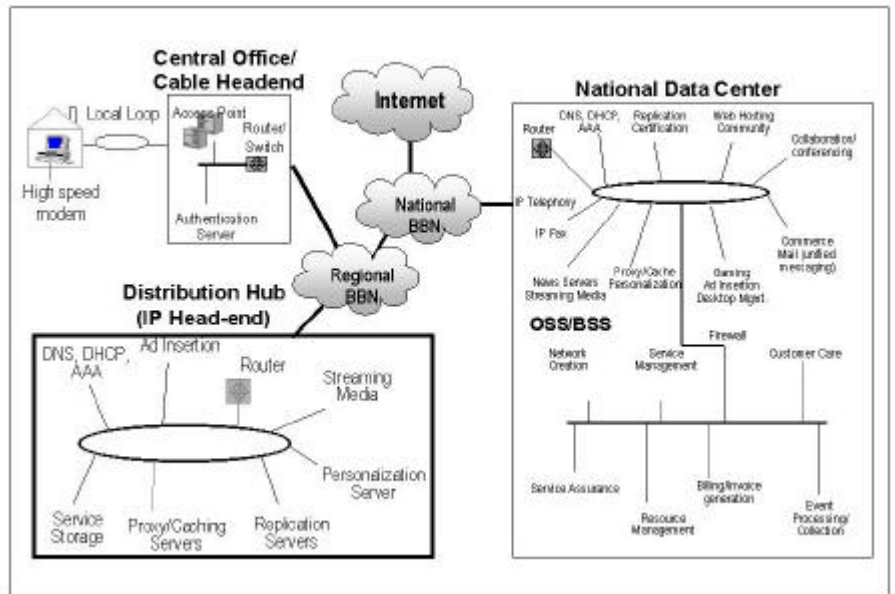 Central Office/
Cable Headend
Local Loop
Access Point
Router/
Switch
High speed
modem
Authentication
Server
Internet
National
BBN
Regional
BBN
Distribution Hub
(IP Head-end)
DNS, DHCP,
AAA
Ad Insertion
Router
Streaming
Media
Personalization
Server
Service
Storage
Proxy/Caching
Servers
Replication
Servers
National Data Center
Router
DNS, DHCP,
AAA
Replication
Certification
Web Hosting
Community
Collaboration/
conferencing
IP Telephony
IP Fax
News Servers
Streaming Media
Proxy/Cache
Personalization
Gaming
Ad Insertion
Desktop Mgmt.
Commerce
Mail (unified
messaging)
OSS/BSS
Firewall
Network
Creation
Service
Management
Customer Care
Service Assurance
Resource
Management
Billing/Invoice
generation
Event
Processing/
Collection